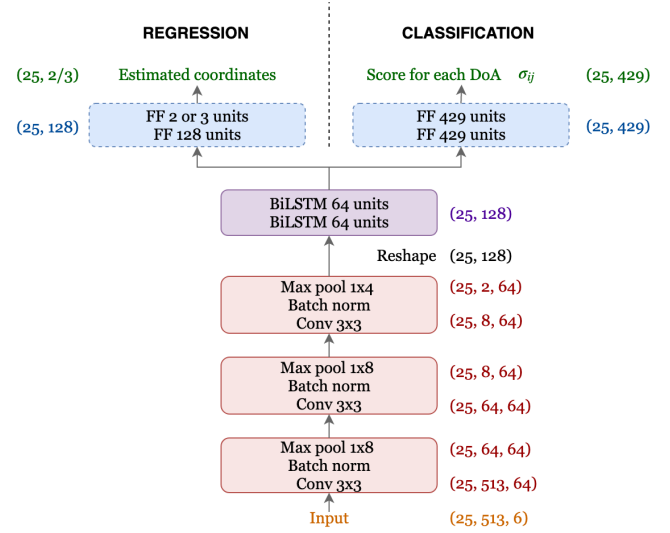 REGRESSION
CLASSIFICATION
(25, 2/3)
Estimated coordinates
Score for each DoA σij
(25, 429)
(25, 128)
FF 2 or 3 units
FF 128 units
FF 429 units
FF 429 units
(25, 429)
BiLSTM 64 units
BiLSTM 64 units
(25, 128)
Reshape (25, 128)
Max pool 1x4
Batch norm
Conv 3x3
(25, 2, 64)
(25, 8, 64)
Max pool 1x8
Batch norm
Conv 3x3
(25, 8, 64)
(25, 64, 64)
Max pool 1x8
Batch norm
Conv 3x3
(25, 64, 64)
(25, 513, 64)
Input
(25, 513, 6)